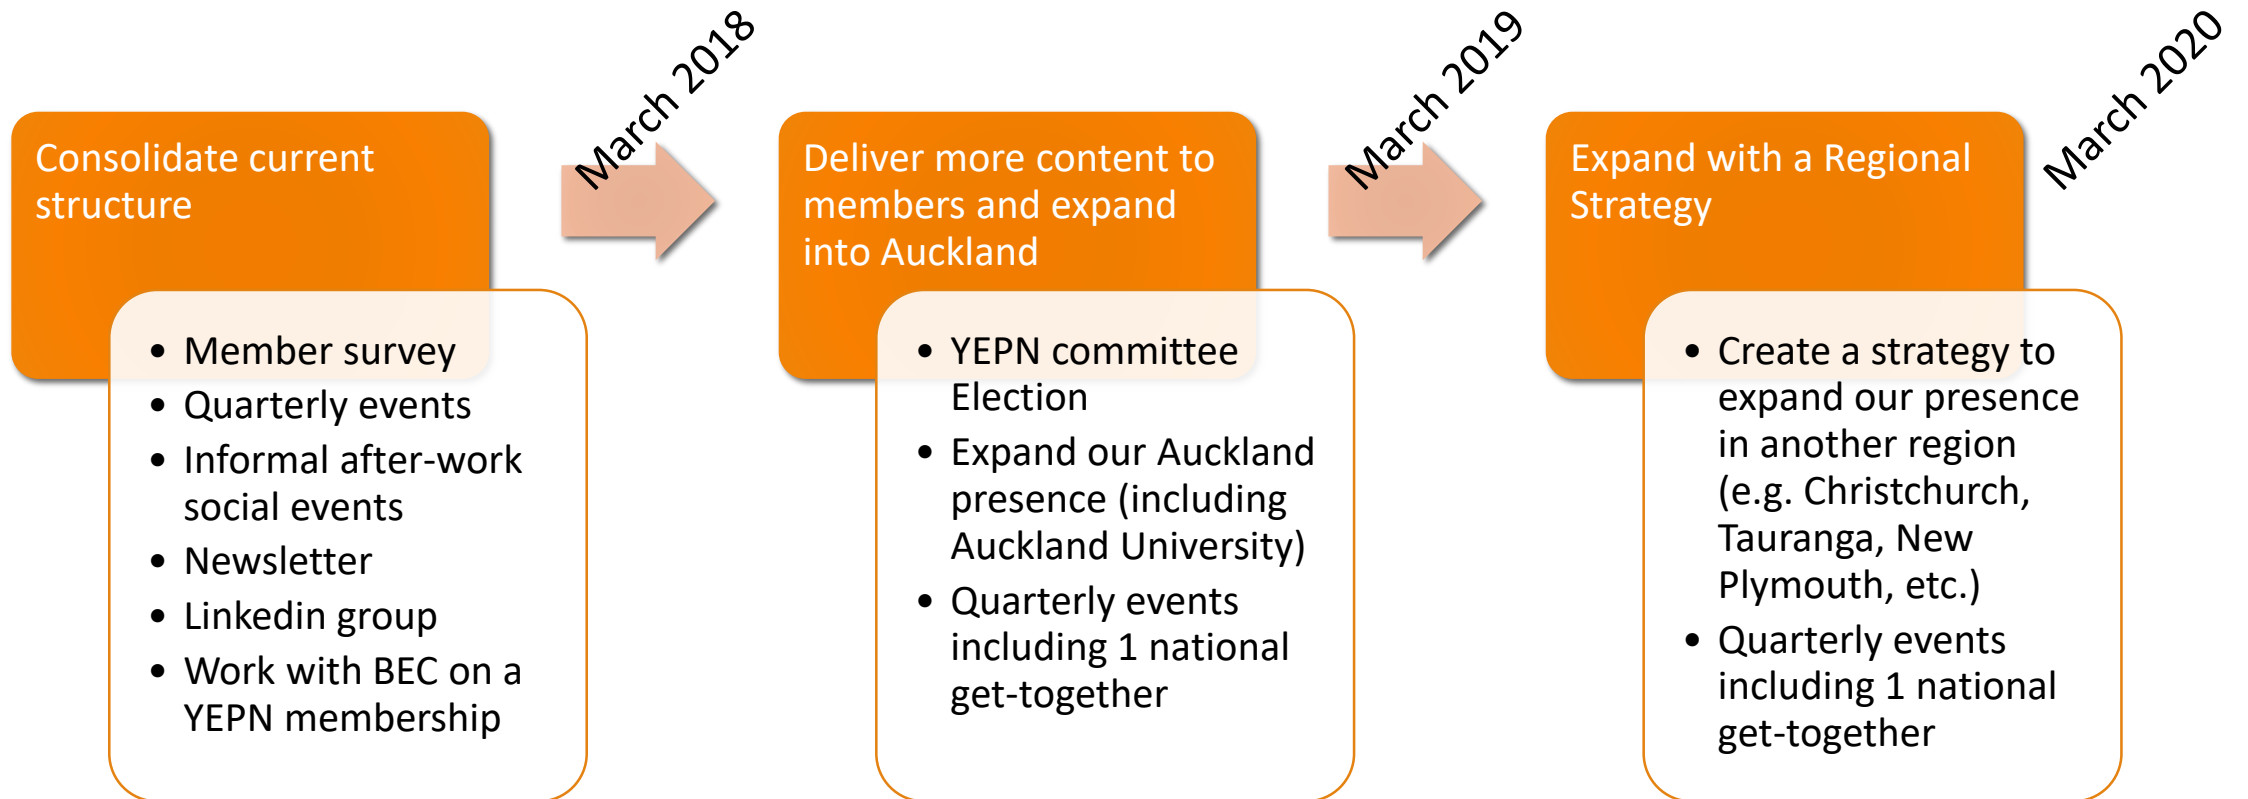 Consolidate current
structure
• Member survey
• Quarterly events
• Informal after-work
social events
• Newsletter
• Linkedin group
• Work with BEC on a
YEPN membership
March 2018
Deliver more content to
members and expand
into Auckland
• YEPN committee
Election
• Expand our Auckland
presence (including
Auckland University)
• Quarterly events
including 1 national
get-together
March 2019
Expand with a Regional
Strategy
• Create a strategy to
expand our presence
in another region
(e.g. Christchurch,
Tauranga, New
Plymouth, etc.)
• Quarterly events
including 1 national
get-together
March 2020